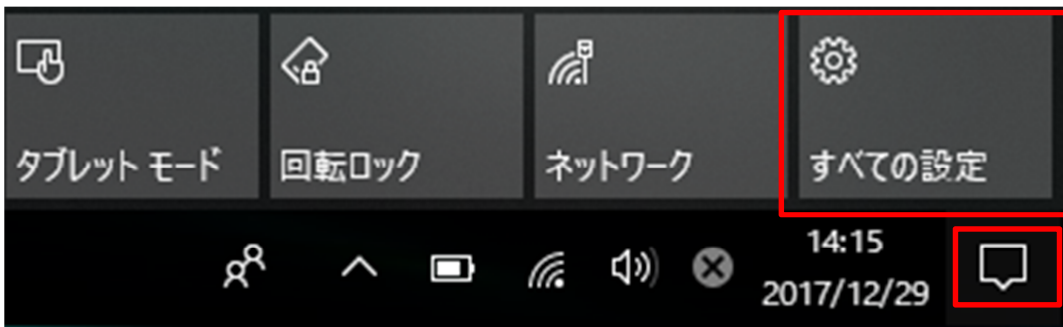 タブレット モード
回転ロック
ネットワーク
すべての設定
14:15
2017/12/29